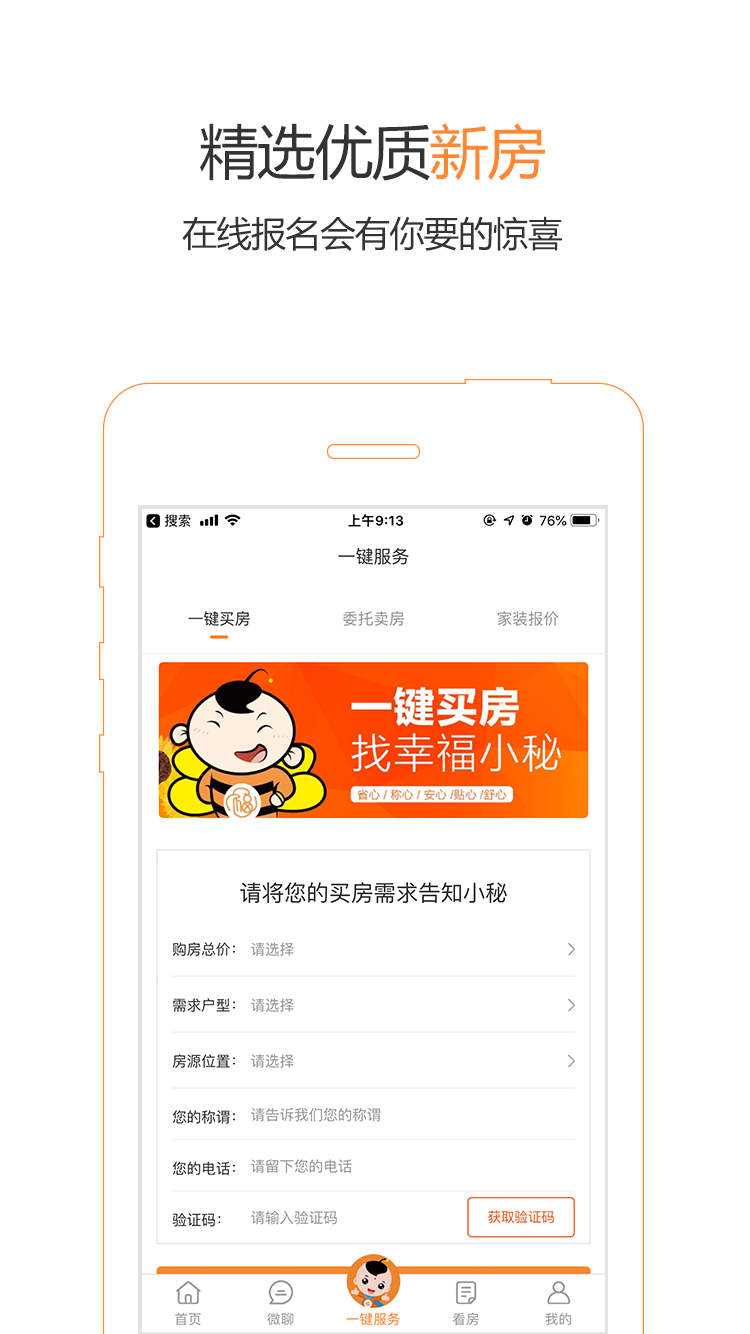 精选优质新房
在线报名会有你要的惊喜
搜索 上午9:13 76%
一键服务
一键买房 委托卖房 家装报价
一键买房
找幸福小秘
省心 / 称心 / 安心 /贴心 /舒心
福
请将您的买房需求告知小秘
购房总价： 请选择
需求户型： 请选择
房源位置： 请选择
您的称谓： 请告诉我们您的称谓
您的电话： 请留下您的电话
验证码： 请输入验证码 获取验证码
首页 微聊 一键服务 看房 我的